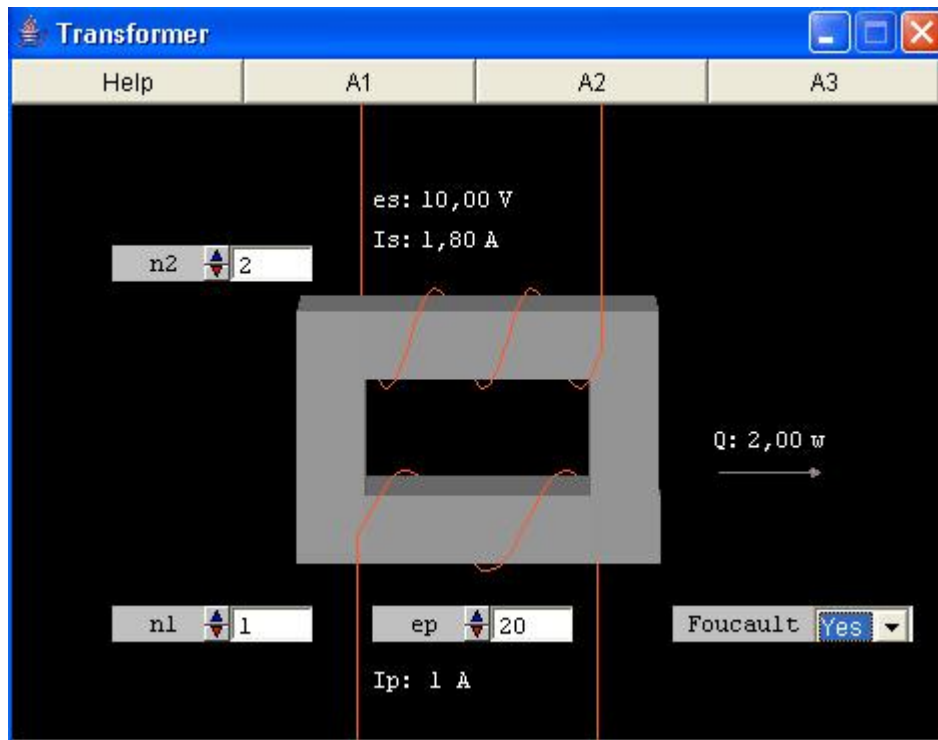 Transformer
Help A1 A2 A3
es: 10,00 V
Is: 1,80 A
n2 2
Q: 2,00 w
n1 1 ep 20 Foucault Yes
Ip: 1 A